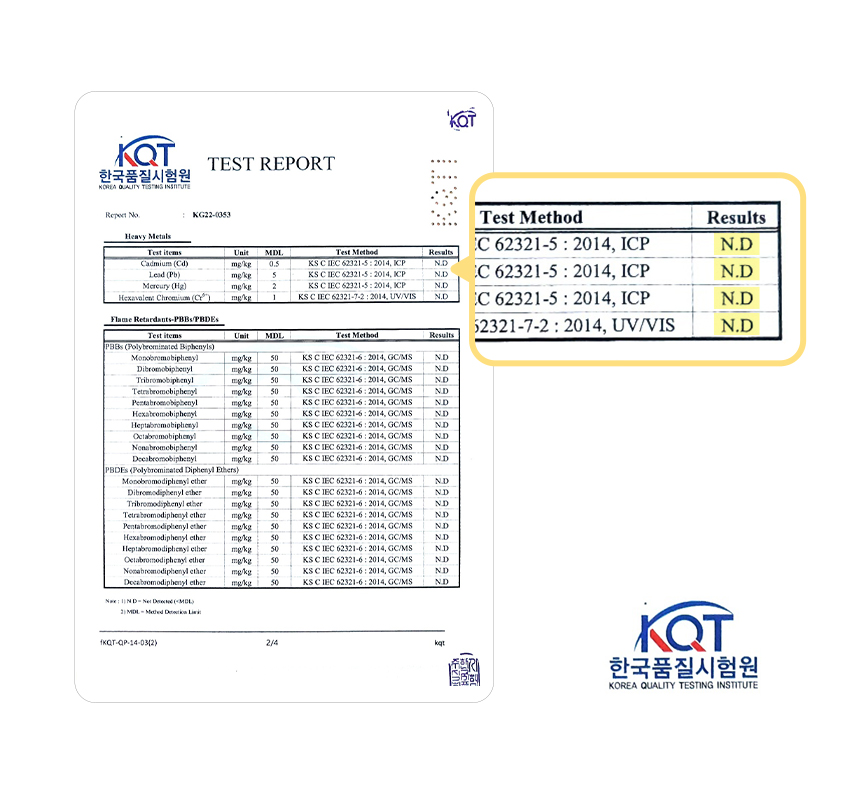 KQT
KQT
한국품질시험원
KOREA QUALITY TESTING INSTITUTE
TEST REPORT
Report No. : KG22-0353
Heavy Metals
Test items Unit MDL Test Method Results
Cadmium (Cd) mg/kg 0.5 KS C IEC 62321-5 : 2014, ICP N.D
Lead (Pb) mg/kg 5 KS C IEC 62321-5 : 2014, ICP N.D
Mercury (Hg) mg/kg 2 KS C IEC 62321-5 : 2014, ICP N.D
Hexavalent Chromium (Cr6+) mg/kg 1 KS C IEC 62321-7-2 : 2014, UV/VIS N.D
Flame Retardants-PBBs/PBDEs
Test items Unit MDL Test Method Results
PBBs (Polybrominated Biphenyls)
Monobromobiphenyl mg/kg 50 KS C IEC 62321-6 : 2014, GC/MS N.D
Dibromobiphenyl mg/kg 50 KS C IEC 62321-6 : 2014, GC/MS N.D
Tribromobiphenyl mg/kg 50 KS C IEC 62321-6 : 2014, GC/MS N.D
Tetrabromobiphenyl mg/kg 50 KS C IEC 62321-6 : 2014, GC/MS N.D
Pentabromobiphenyl mg/kg 50 KS C IEC 62321-6 : 2014, GC/MS N.D
Hexabromobiphenyl mg/kg 50 KS C IEC 62321-6 : 2014, GC/MS N.D
Heptabromobiphenyl mg/kg 50 KS C IEC 62321-6 : 2014, GC/MS N.D
Octabromobiphenyl mg/kg 50 KS C IEC 62321-6 : 2014, GC/MS N.D
Nonabromobiphenyl mg/kg 50 KS C IEC 62321-6 : 2014, GC/MS N.D
Decabromobiphenyl mg/kg 50 KS C IEC 62321-6 : 2014, GC/MS N.D
PBDEs (Polybrominated Diphenyl Ethers)
Monobromodiphenyl ether mg/kg 50 KS C IEC 62321-6 : 2014, GC/MS N.D
Dibromodiphenyl ether mg/kg 50 KS C IEC 62321-6 : 2014, GC/MS N.D
Tribromodiphenyl ether mg/kg 50 KS C IEC 62321-6 : 2014, GC/MS N.D
Tetrabromodiphenyl ether mg/kg 50 KS C IEC 62321-6 : 2014, GC/MS N.D
Pentabromodiphenyl ether mg/kg 50 KS C IEC 62321-6 : 2014, GC/MS N.D
Hexabromodiphenyl ether mg/kg 50 KS C IEC 62321-6 : 2014, GC/MS N.D
Heptabromodiphenyl ether mg/kg 50 KS C IEC 62321-6 : 2014, GC/MS N.D
Octabromodiphenyl ether mg/kg 50 KS C IEC 62321-6 : 2014, GC/MS N.D
Nonabromodiphenyl ether mg/kg 50 KS C IEC 62321-6 : 2014, GC/MS N.D
Decabromodiphenyl ether mg/kg 50 KS C IEC 62321-6 : 2014, GC/MS N.D
Note : 1) N.D = Not Detected (<MDL)
2) MDL = Method Detection Limit
fKQT-QP-14-03(2) 2/4 kqt
Test Method Results
EC 62321-5 : 2014, ICP N.D
EC 62321-5 : 2014, ICP N.D
EC 62321-5 : 2014, ICP N.D
62321-7-2 : 2014, UV/VIS N.D
KQT
한국품질시험원
KOREA QUALITY TESTING INSTITUTE